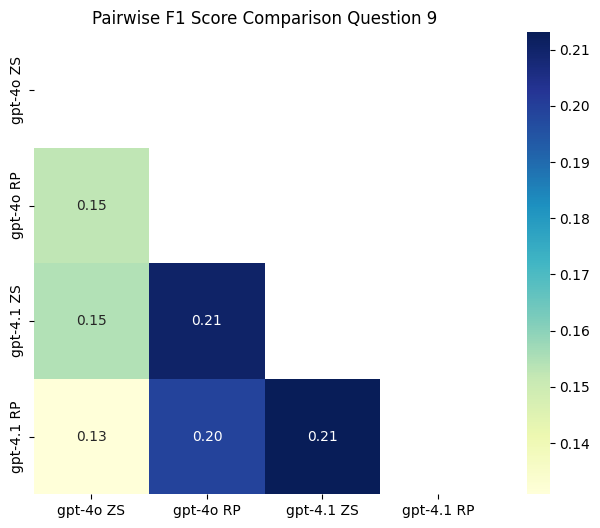 Pairwise F1 Score Comparison Question 9
gpt-4o ZS
gpt-4o RP
0.15
gpt-4.1 ZS
0.15 0.21
gpt-4.1 RP
0.13 0.20 0.21
gpt-4o ZS gpt-4o RP gpt-4.1 ZS gpt-4.1 RP
0.21
0.20
0.19
0.18
0.17
0.16
0.15
0.14